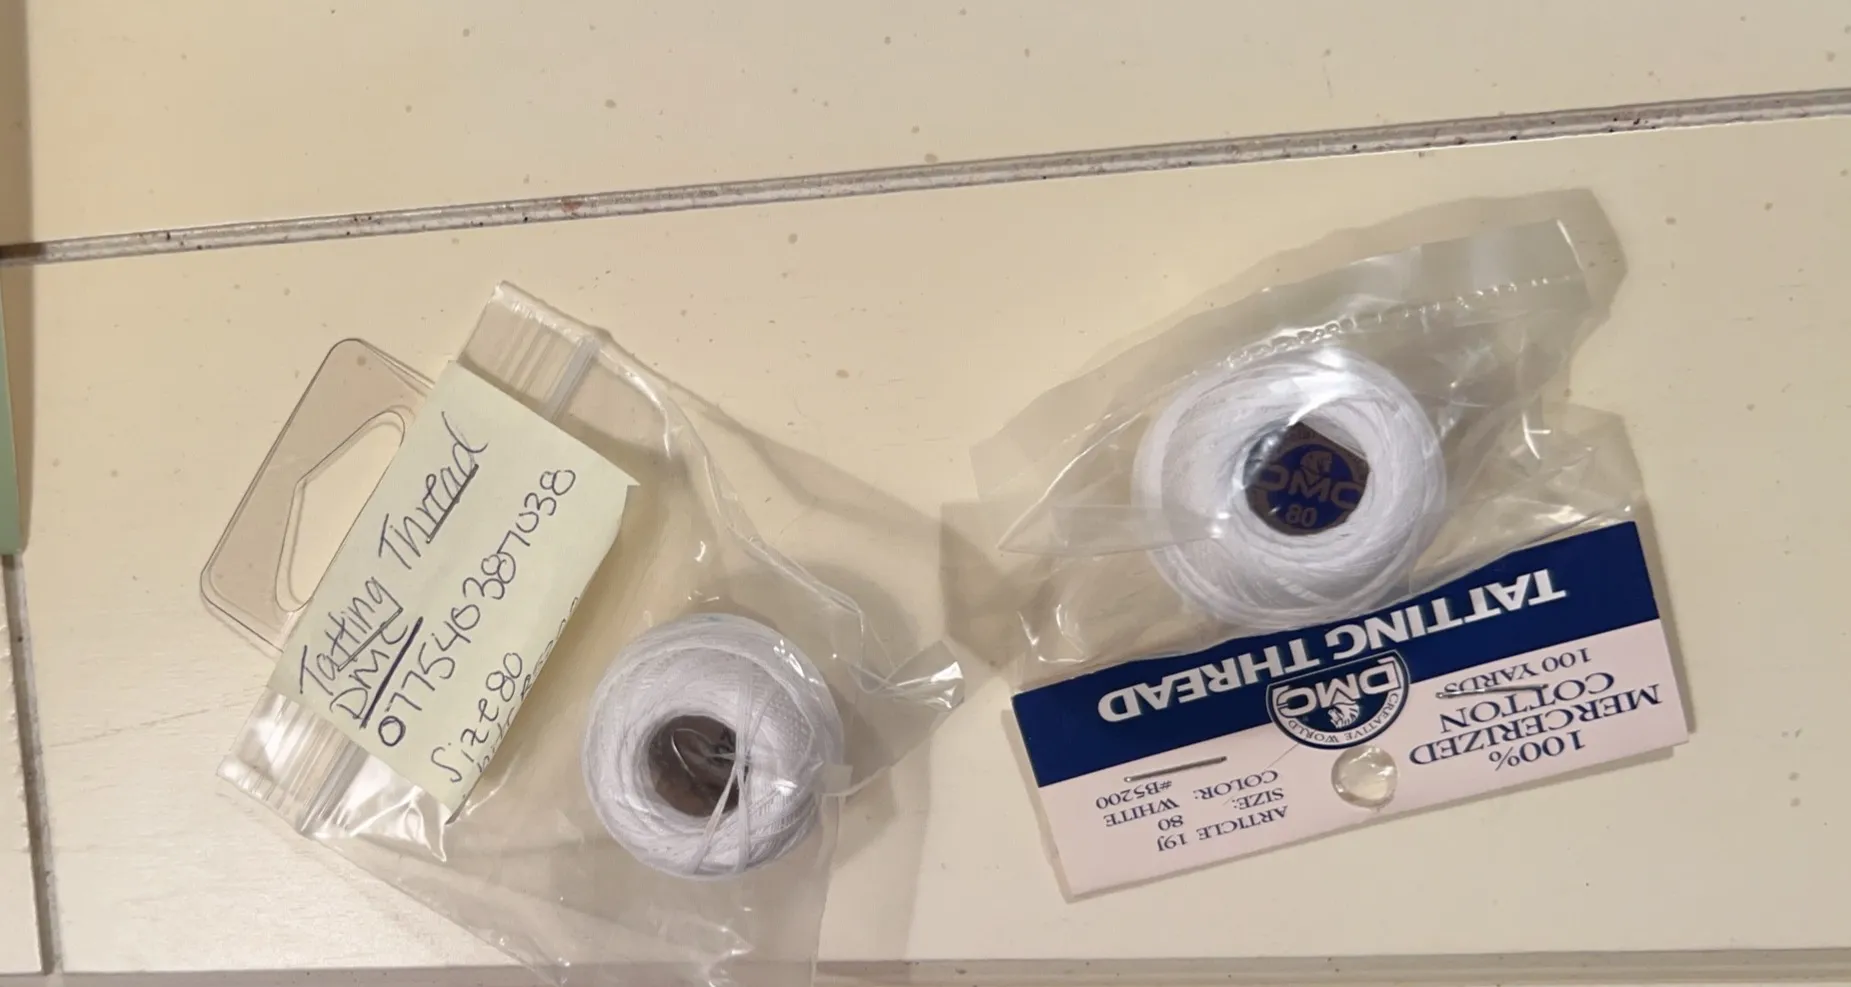 Tatting Thread
DMC
077540387038
Size 80
DMC
80
TATTING THREAD
DMC
CREATIVE WORLD
100%
MERCERIZED
COTTON
100 YARDS
ARTICLE 19J
SIZE: 80
COLOR: WHITE
#B5200